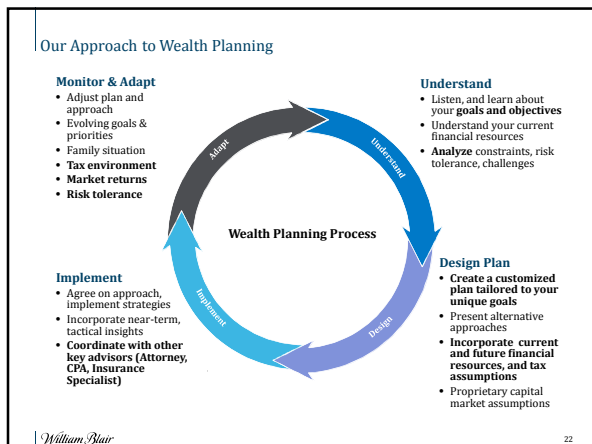 Our Approach to Wealth Planning
Monitor & Adapt
• Adjust plan and
approach
• Evolving goals &
priorities
• Family situation
• Tax environment
• Market returns
• Risk tolerance
Understand
• Listen, and learn about
your goals and objectives
• Understand your current
financial resources
• Analyze constraints, risk
tolerance, challenges
Adapt
Understand
Wealth Planning Process
Implement
Design
Implement
• Agree on approach,
implement strategies
• Incorporate near-term,
tactical insights
• Coordinate with other
key advisors (Attorney,
CPA, Insurance
Specialist)
Design Plan
• Create a customized
plan tailored to your
unique goals
• Present alternative
approaches
• Incorporate current
and future financial
resources, and tax
assumptions
• Proprietary capital
market assumptions
William Blair
22